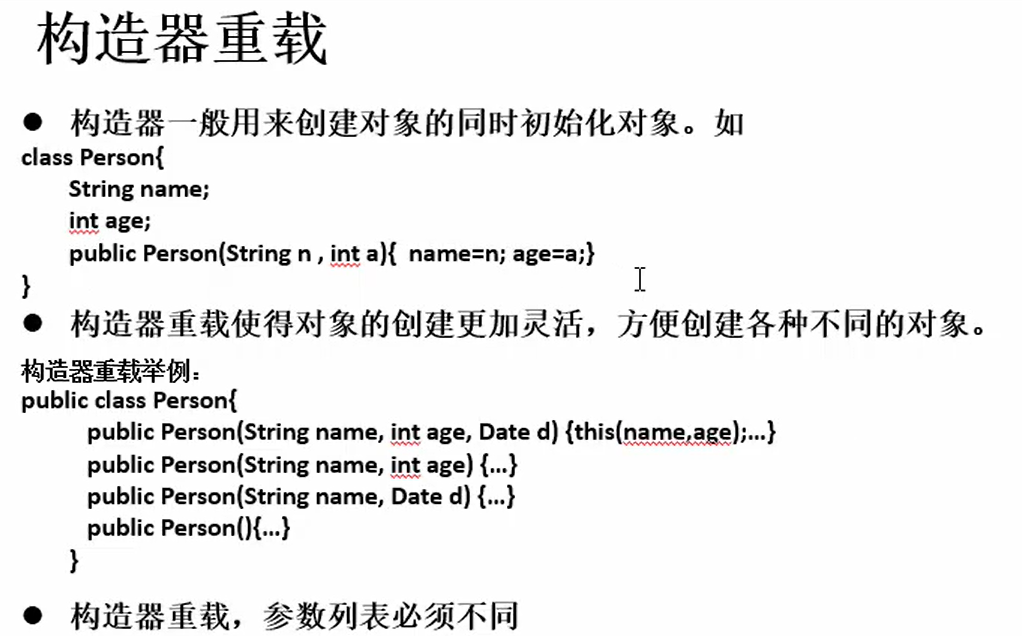 构造器重载
● 构造器一般用来创建对象的同时初始化对象。如
class Person{
String name;
int age;
public Person(String n , int a){ name=n; age=a;}
}
● 构造器重载使得对象的创建更加灵活，方便创建各种不同的对象。
构造器重载举例：
public class Person{
public Person(String name, int age, Date d) {this(name,age);…}
public Person(String name, int age) {…}
public Person(String name, Date d) {…}
public Person(){…}
}
● 构造器重载，参数列表必须不同